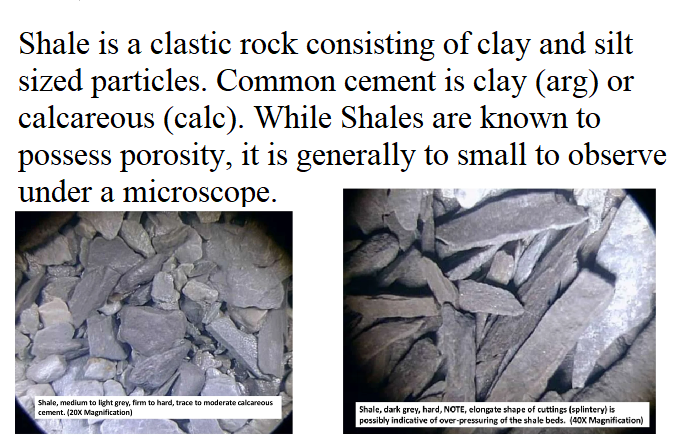 Shale is a clastic rock consisting of clay and silt
sized particles. Common cement is clay (arg) or
calcareous (calc). While Shales are known to
possess porosity, it is generally to small to observe
under a microscope.
Shale, medium to light grey, firm to hard, trace to moderate calcareous
cement. (20X Magnification)
Shale, dark grey, hard, NOTE, elongate shape of cuttings (splintery) is
possibly indicative of over-pressuring of the shale beds. (40X Magnification)